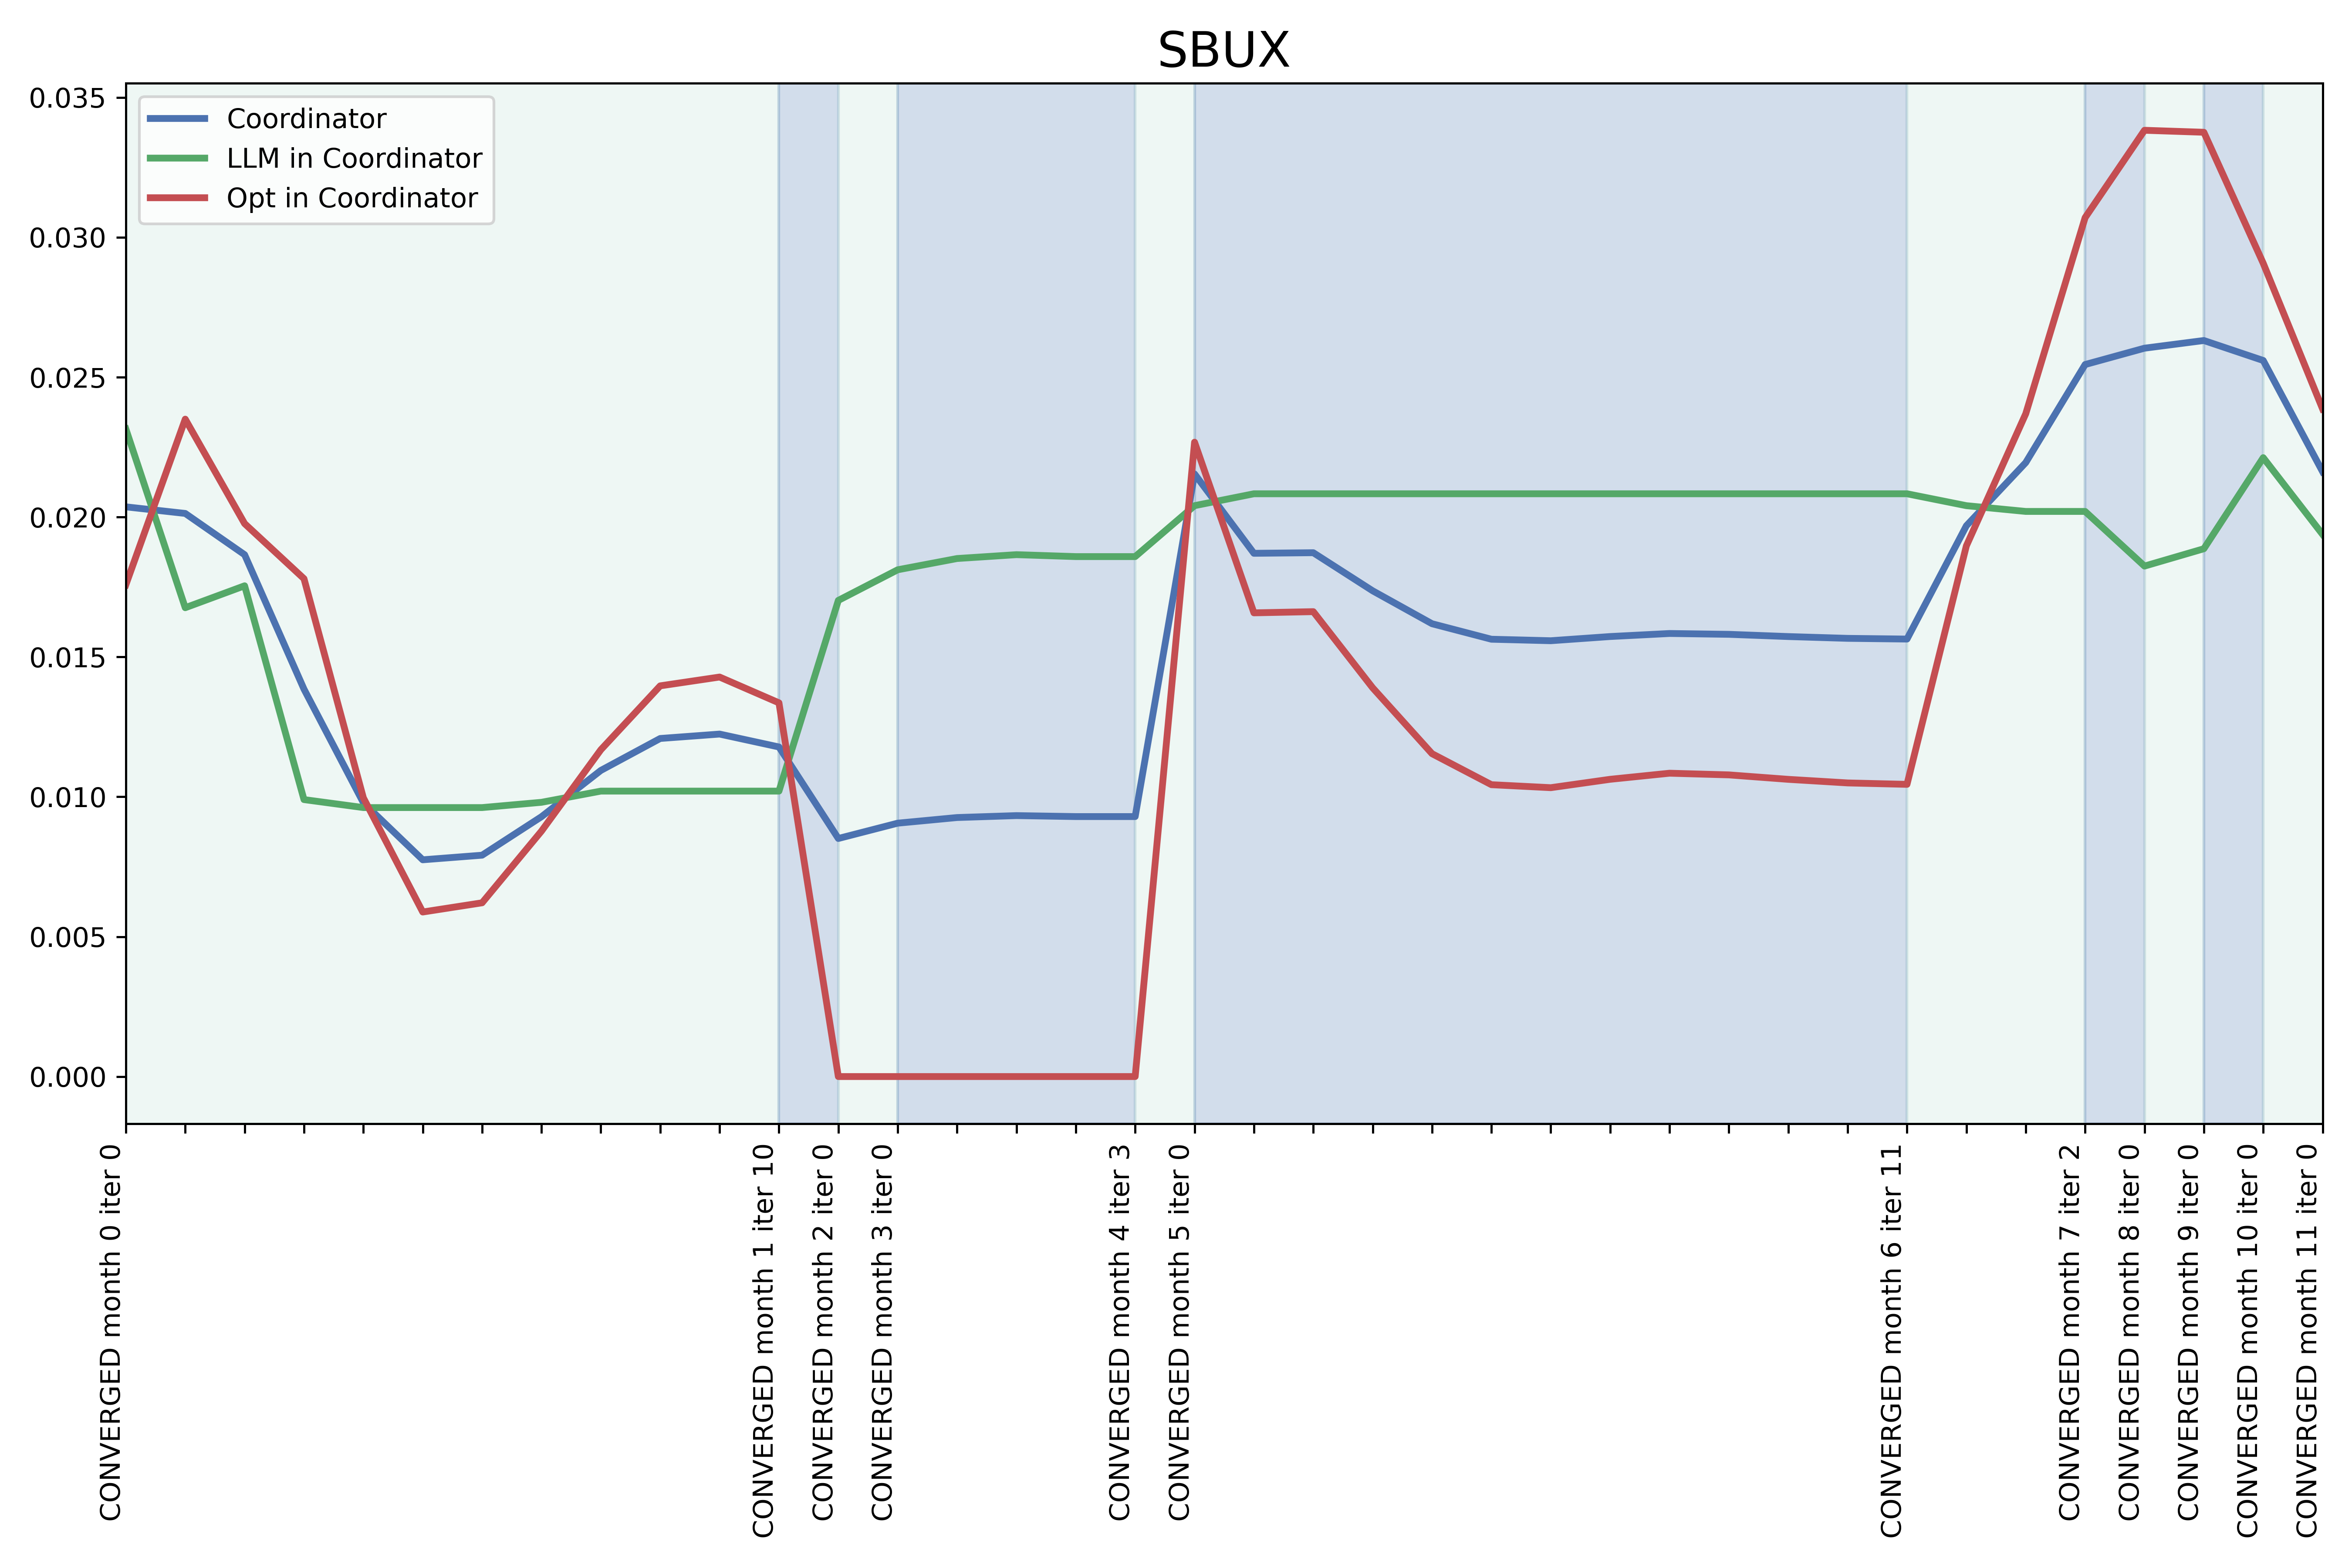 SBUX
0.035
0.030
0.025
0.020
0.015
0.010
0.005
0.000
Coordinator
LLM in Coordinator
Opt in Coordinator
CONVERGED month 0 iter 0
CONVERGED month 1 iter 10
CONVERGED month 2 iter 0
CONVERGED month 3 iter 0
CONVERGED month 4 iter 3
CONVERGED month 5 iter 0
CONVERGED month 6 iter 11
CONVERGED month 7 iter 2
CONVERGED month 8 iter 0
CONVERGED month 9 iter 0
CONVERGED month 10 iter 0
CONVERGED month 11 iter 0